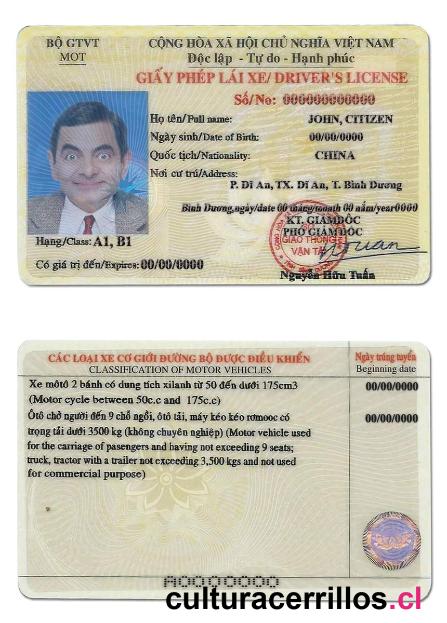 BỘ GTVT
MOT
CỘNG HÒA XÃ HỘI CHỦ NGHĨA VIỆT NAM
Độc lập - Tự do - Hạnh phúc
GIẤY PHÉP LÁI XE/ DRIVER'S LICENSE
Số/No: 000000000000
Họ tên/Full name: JOHN, CITIZEN
Ngày sinh/Date of Birth: 00/00/0000
Quốc tịch/Nationality: CHINA
Nơi cư trú/Address:
P. Dĩ An, TX. Dĩ An, T. Bình Dương
Bình Dương,ngày/date 00 tháng/month 00 năm/year0000
KT. GIÁM ĐỐC
PHÓ GIÁM ĐỐC
GIAO THÔNG
VẬN TẢI
Hạng/Class: A1, B1
Có giá trị đến/Expires: 00/00/0000
Nguyễn Hữu Tuấn
CÁC LOẠI XE CƠ GIỚI ĐƯỜNG BỘ ĐƯỢC ĐIỀU KHIỂN
CLASSIFICATION OF MOTOR VEHICLES
Ngày trúng tuyển
Beginning date
Xe môtô 2 bánh có dung tích xilanh từ 50 đến dưới 175cm3
(Motor cycle between 50c.c and 175c.c)
00/00/0000
Ôtô chở người đến 9 chỗ ngồi, ôtô tải, máy kéo kéo rơmooc có
trọng tải dưới 3500 kg (không chuyên nghiệp) (Motor vehicle used
for the carriage of pasengers and having not exceeding 9 seats;
truck, tractor with a trailer not exceeding 3,500 kgs and not used
for commercial purpose)
00/00/0000
A0000000
culturacerrillos.cl